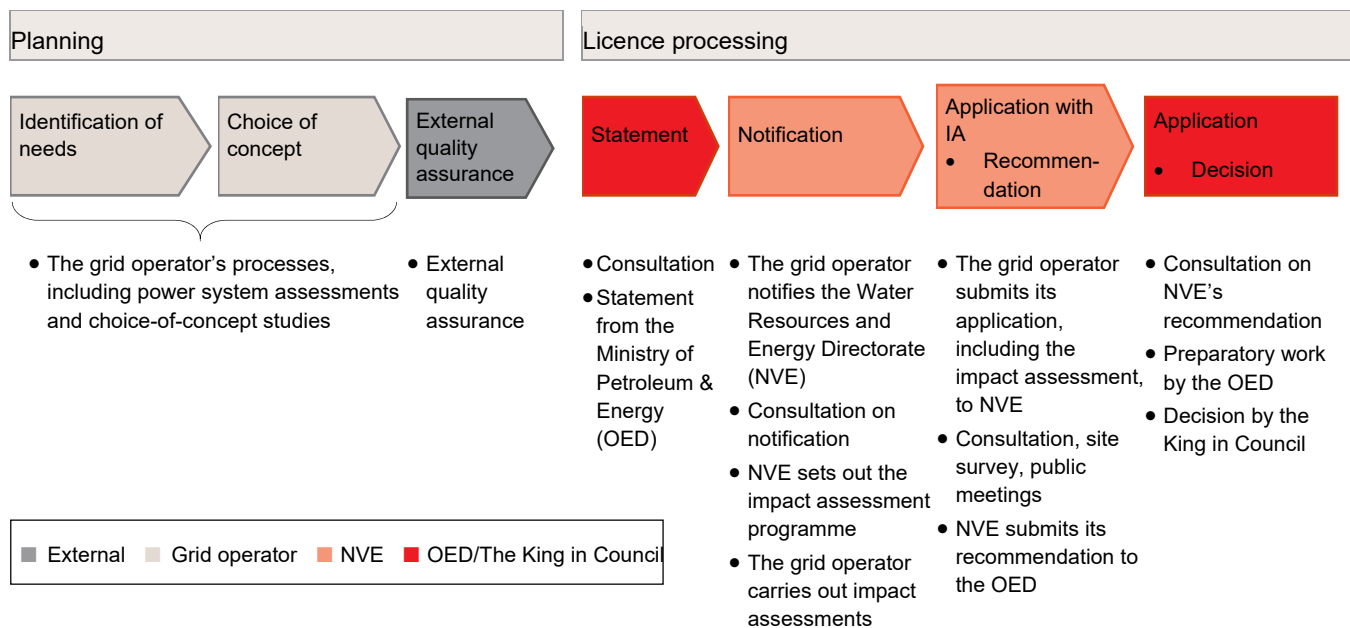 Planning
Licence processing
Identification of
needs
Choice of
concept
External
quality
assurance
Statement
Notification
Application with
IA
• Recommen-
dation
Application
• Decision
• The grid operator's processes,
including power system assessments
and choice-of-concept studies
• External
quality
assurance
• Consultation
• Statement
from the
Ministry of
Petroleum &
Energy
(OED)
• The grid operator
notifies the Water
Resources and
Energy Directorate
(NVE)
• Consultation on
notification
• NVE sets out the
impact assessment
programme
• The grid operator
carries out impact
assessments
• The grid operator
submits its
application,
including the
impact assessment,
to NVE
• Consultation, site
survey, public
meetings
• NVE submits its
recommendation to
the OED
• Consultation on
NVE's
recommendation
• Preparatory work
by the OED
• Decision by the
King in Council
External Grid operator NVE OED/The King in Council